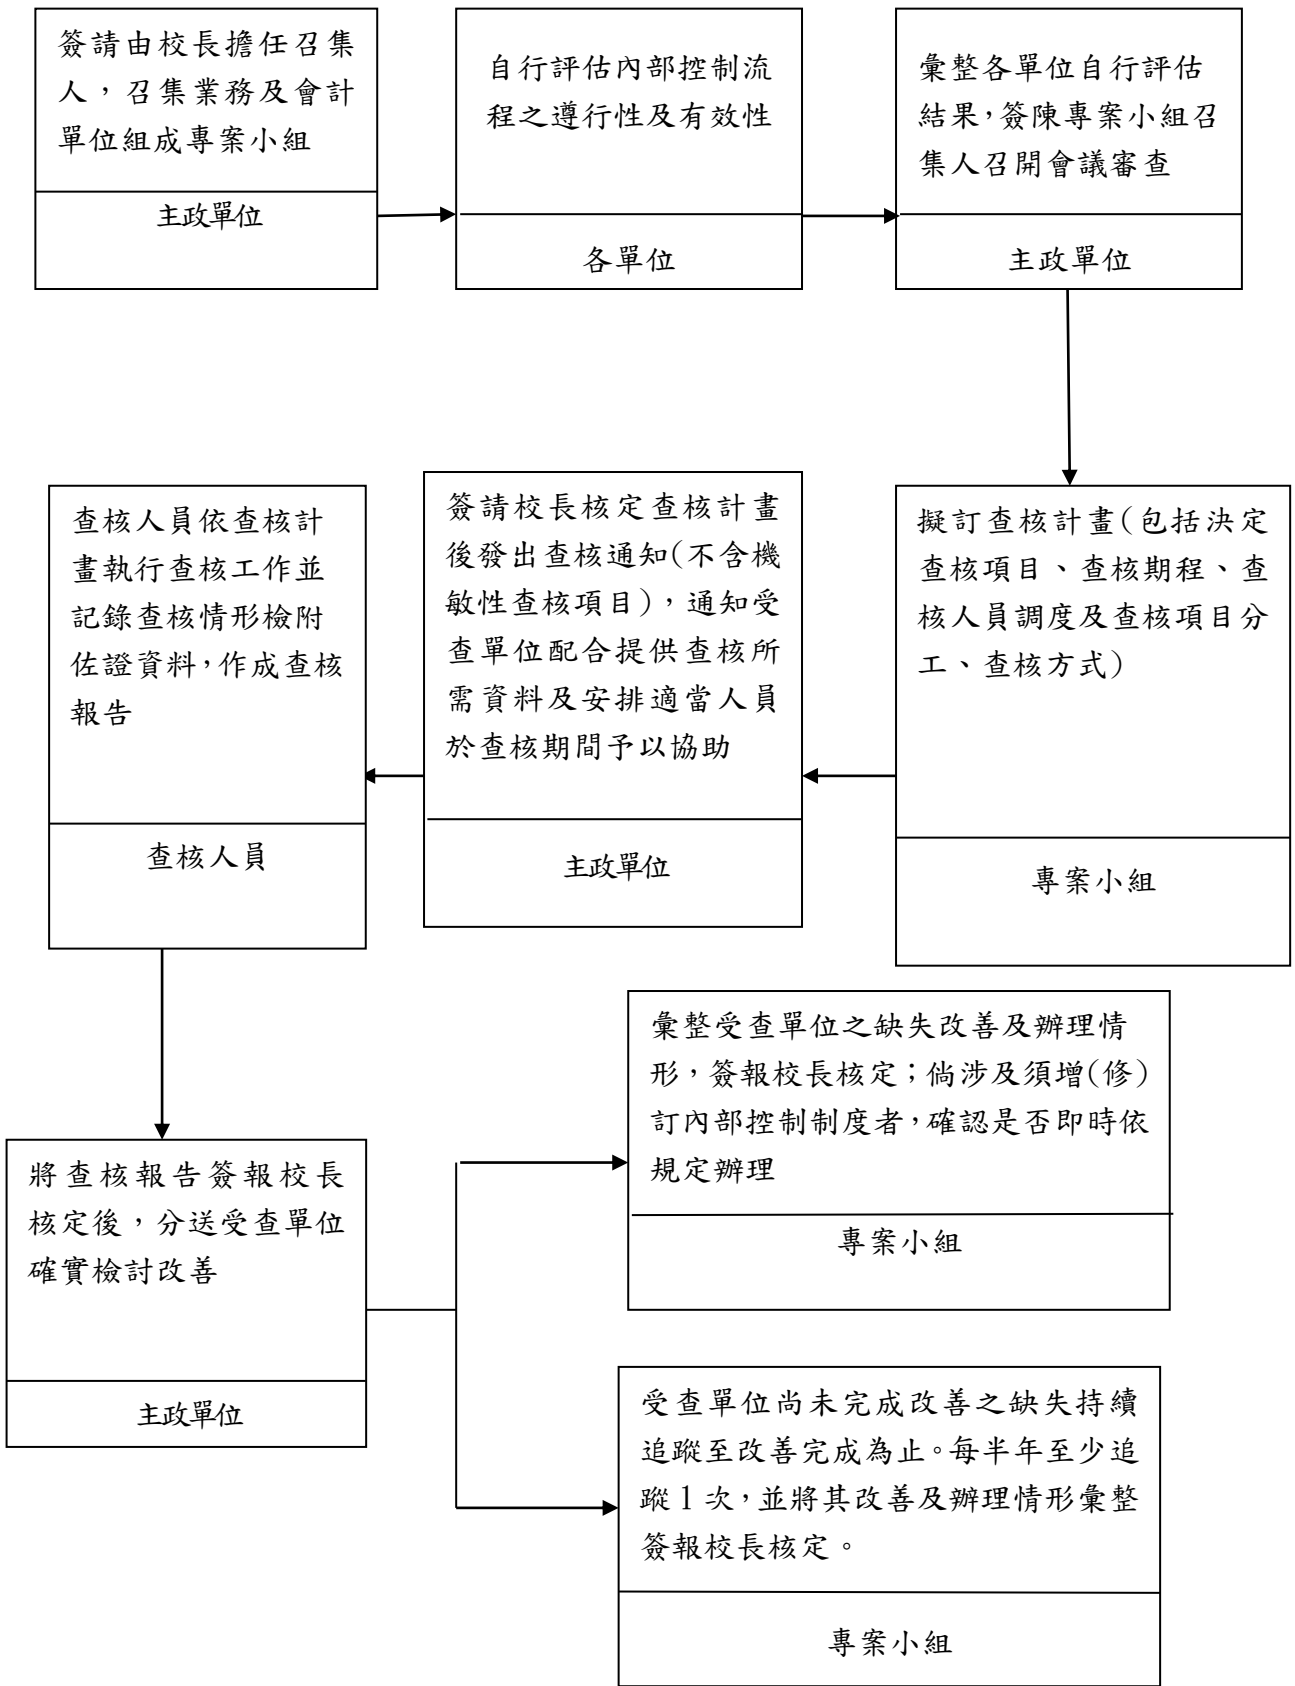 簽請由校長擔任召集
人，召集業務及會計
單位組成專案小組
主政單位
自行評估內部控制流
程之遵行性及有效性
各單位
彙整各單位自行評估
結果，簽陳專案小組召
集人召開會議審查
主政單位
擬訂查核計畫(包括決定
查核項目、查核期程、查
核人員調度及查核項目分
工、查核方式)
專案小組
簽請校長核定查核計畫
後發出查核通知(不含機
敏性查核項目)，通知受
查單位配合提供查核所
需資料及安排適當人員
於查核期間予以協助
主政單位
查核人員依查核計
畫執行查核工作並
記錄查核情形檢附
佐證資料，作成查核
報告
查核人員
將查核報告簽報校長
核定後，分送受查單位
確實檢討改善
主政單位
彙整受查單位之缺失改善及辦理情
形，簽報校長核定；倘涉及須增(修)
訂內部控制制度者，確認是否即時依
規定辦理
專案小組
受查單位尚未完成改善之缺失持續
追蹤至改善完成為止。每半年至少追
蹤1次，並將其改善及辦理情形彙整
簽報校長核定。
專案小組